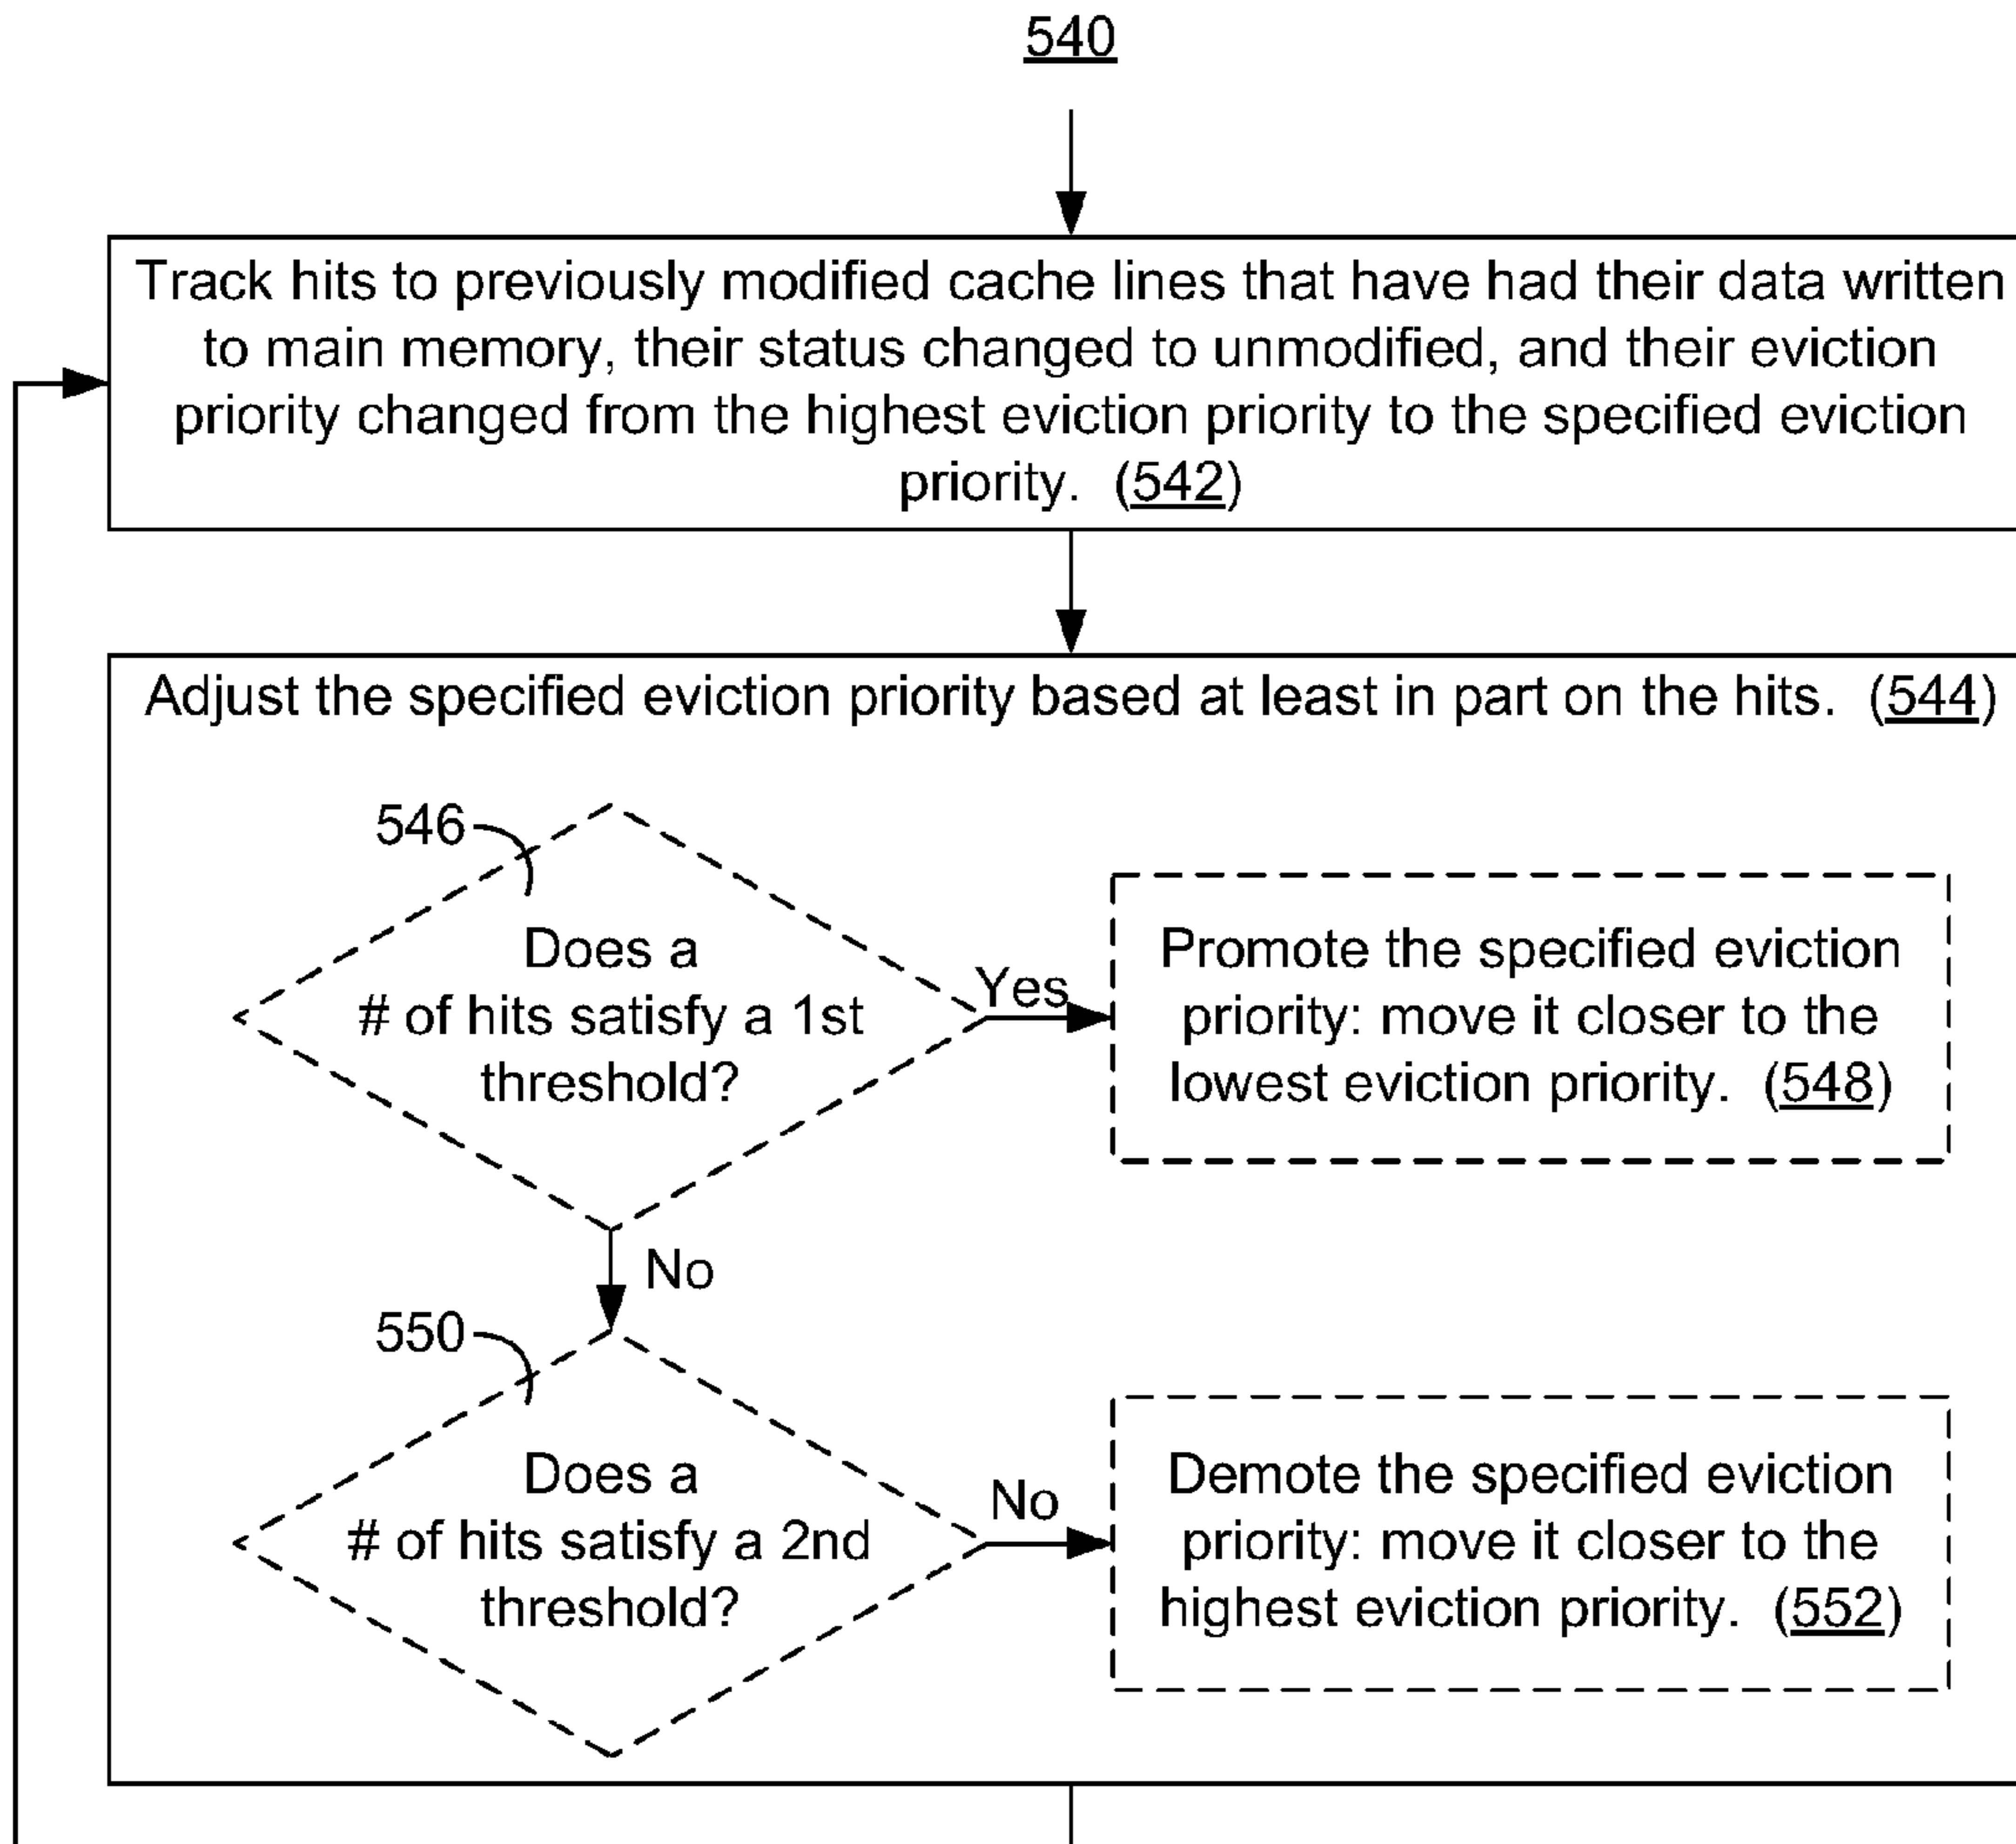 540
Track hits to previously modified cache lines that have had their data written
to main memory, their status changed to unmodified, and their eviction
priority changed from the highest eviction priority to the specified eviction
priority. (542)
Adjust the specified eviction priority based at least in part on the hits. (544)
546
Does a
# of hits satisfy a 1st
threshold?
Yes
Promote the specified eviction
priority: move it closer to the
lowest eviction priority. (548)
No
550
Does a
# of hits satisfy a 2nd
threshold?
No
Demote the specified eviction
priority: move it closer to the
highest eviction priority. (552)